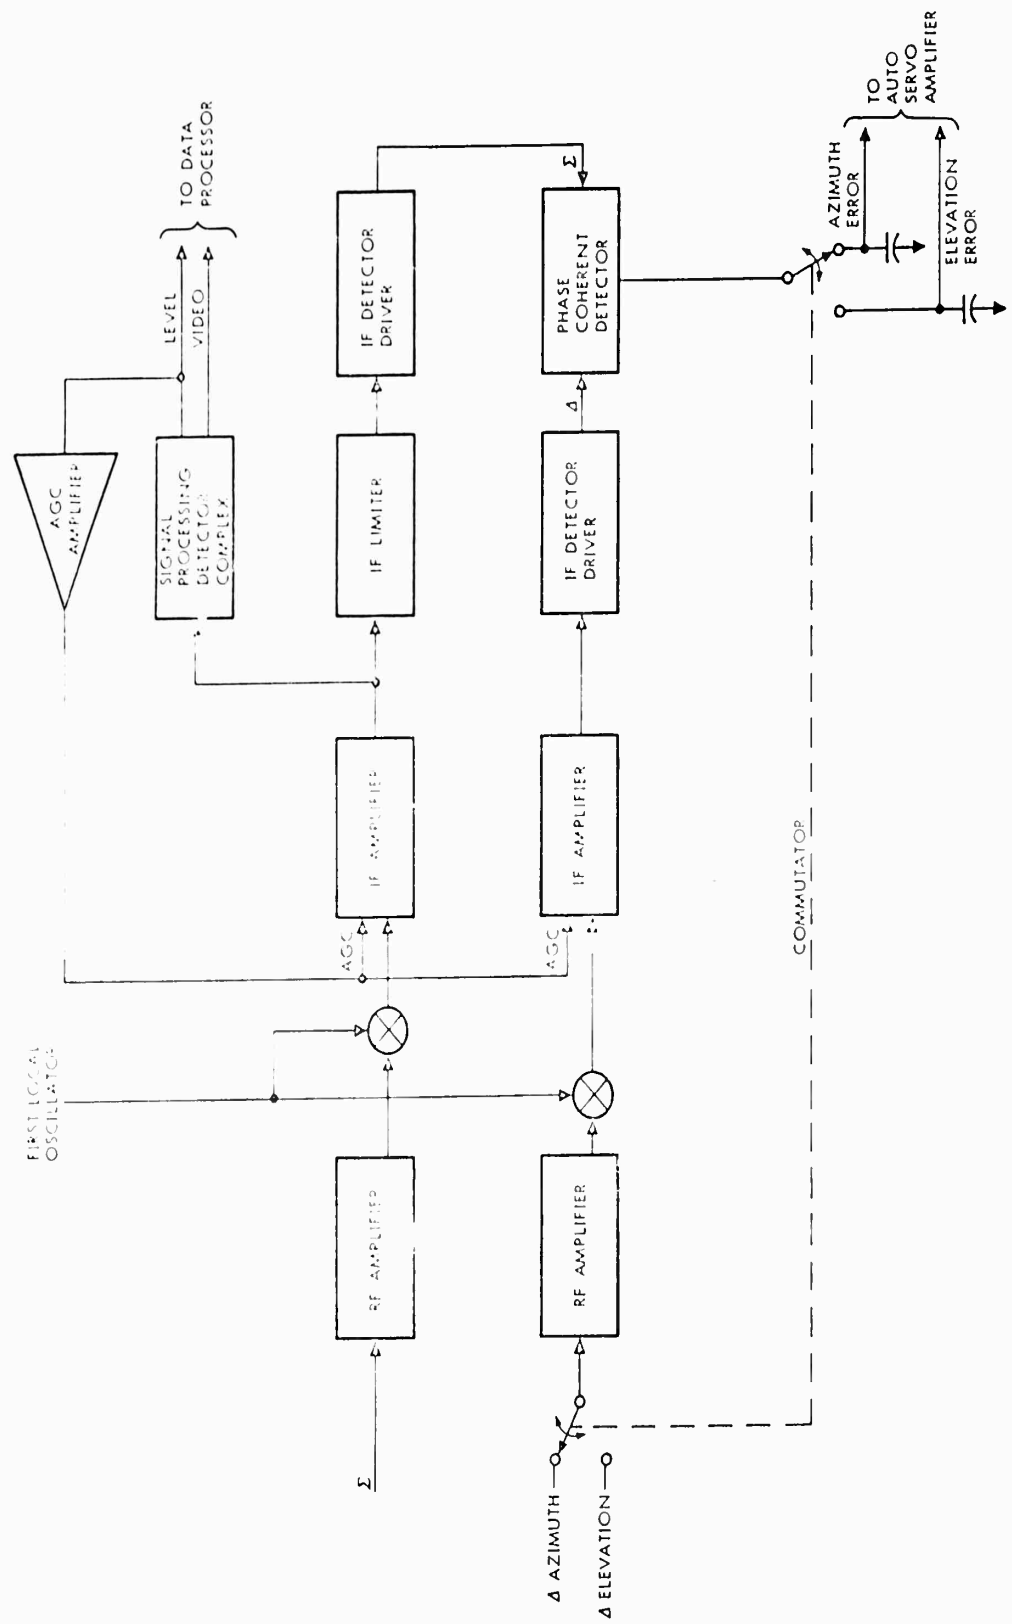 FIRST LOCAL
OSCILLATOR
AGC
AMPLIFIER
SIGNAL
PROCESSING
DETECTOR
COMPLEX
LEVEL
VIDEO
TO DATA
PROCESSOR
Σ
RF AMPLIFIER
AGC
IF AMPLIFIER
IF LIMITER
IF DETECTOR
DRIVER
Σ
Δ AZIMUTH
Δ ELEVATION
RF AMPLIFIER
AGC
IF AMPLIFIER
IF DETECTOR
DRIVER
Δ
PHASE
COHERENT
DETECTOR
COMMUTATOR
AZIMUTH
ERROR
ELEVATION
ERROR
TO
AUTO
SERVO
AMPLIFIER